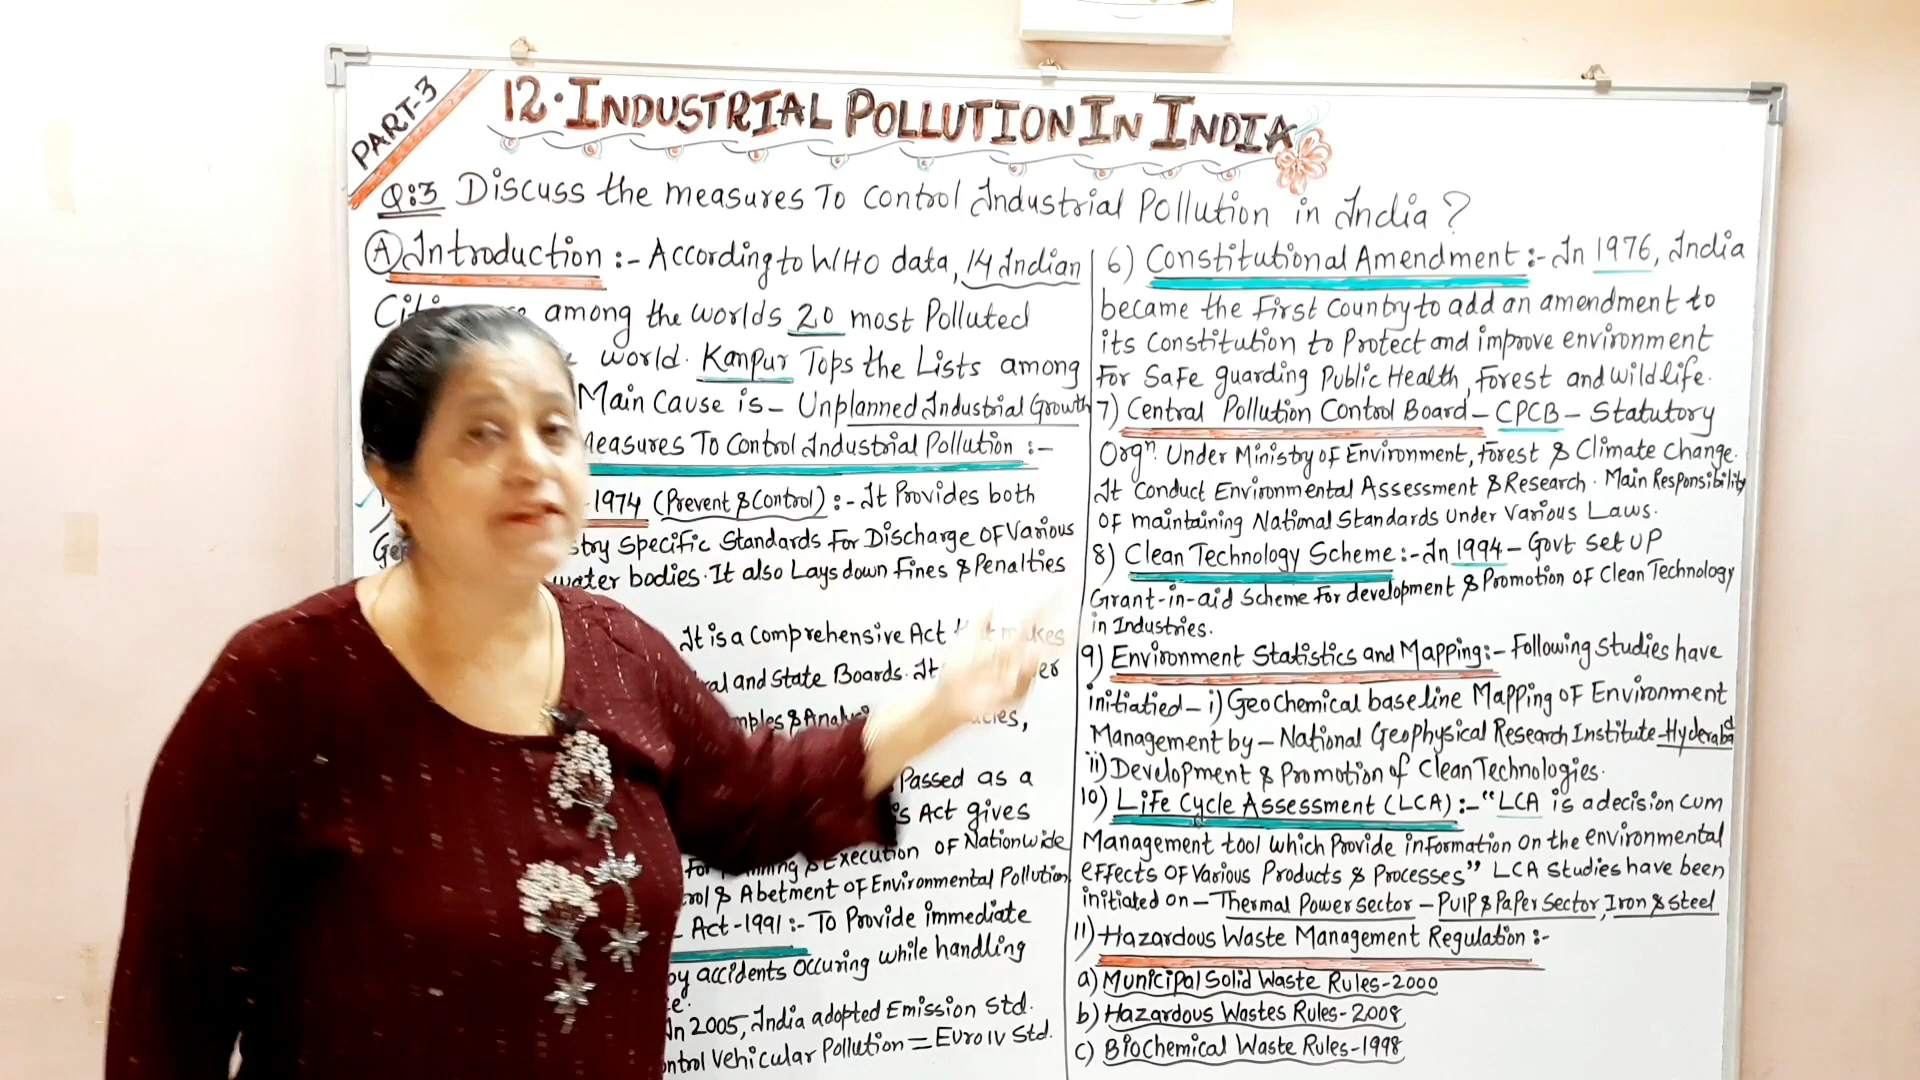 PART-3
12. INDUSTRIAL POLLUTION IN INDIA
Q:3 Discuss the measures To control Industrial Pollution in India?
(A) Introduction :- According to WHO data, 14 Indian
among the worlds 20 most Polluted
world. Kanpur Tops the Lists among
Main Cause is - Unplanned Industrial Growth
Measures To Control Industrial Pollution :-
1974 (Prevent & Control) :- It Provides both
Specific Standards For Discharge OF Various
water bodies. It also Lays down Fines & Penalties
It is a Comprehensive Act
and State Boards. It
&
Passed as a
Act gives
& Execution OF Nationwide
& Abetment OF Environmental Pollution
Act-1991 :- To Provide immediate
by accidents occuring while handling
In 2005, India adopted Emission Std.
Vehicular Pollution = Euro IV Std.
6) Constitutional Amendment :- In 1976, India
became the First Country to add an amendment to
its Constitution to Protect and improve environment
For Safe guarding Public Health, Forest and wildlife.
7) Central Pollution Control Board - CPCB - Statutory
Orgn. Under Ministry of Environment, Forest & Climate Change.
It Conduct Environmental Assessment & Research. Main Responsibility
OF maintaining National Standards Under Various Laws.
8) Clean Technology Scheme :- In 1994 - Govt set UP
Grant-in-aid Scheme For development & Promotion OF Clean Technology
in Industries.
9) Environment Statistics and Mapping :- Following Studies have
initiatied - i) Geochemical baseline Mapping OF Environment
Management by - National Geophysical Research Institute - Hyderabad
ii) Development & Promotion of Clean Technologies.
10) Life Cycle Assessment (LCA) :- "LCA is a decision cum
Management tool which Provide information on the environmental
effects OF Various Products & Processes" LCA Studies have been
initiated on - Thermal Power sector - Pulp & Paper Sector, Iron & Steel
11) Hazardous Waste Management Regulation :-
a) Municipal Solid Waste Rules-2000
b) Hazardous Wastes Rules-2008
c) Biochemical Waste Rules-1998